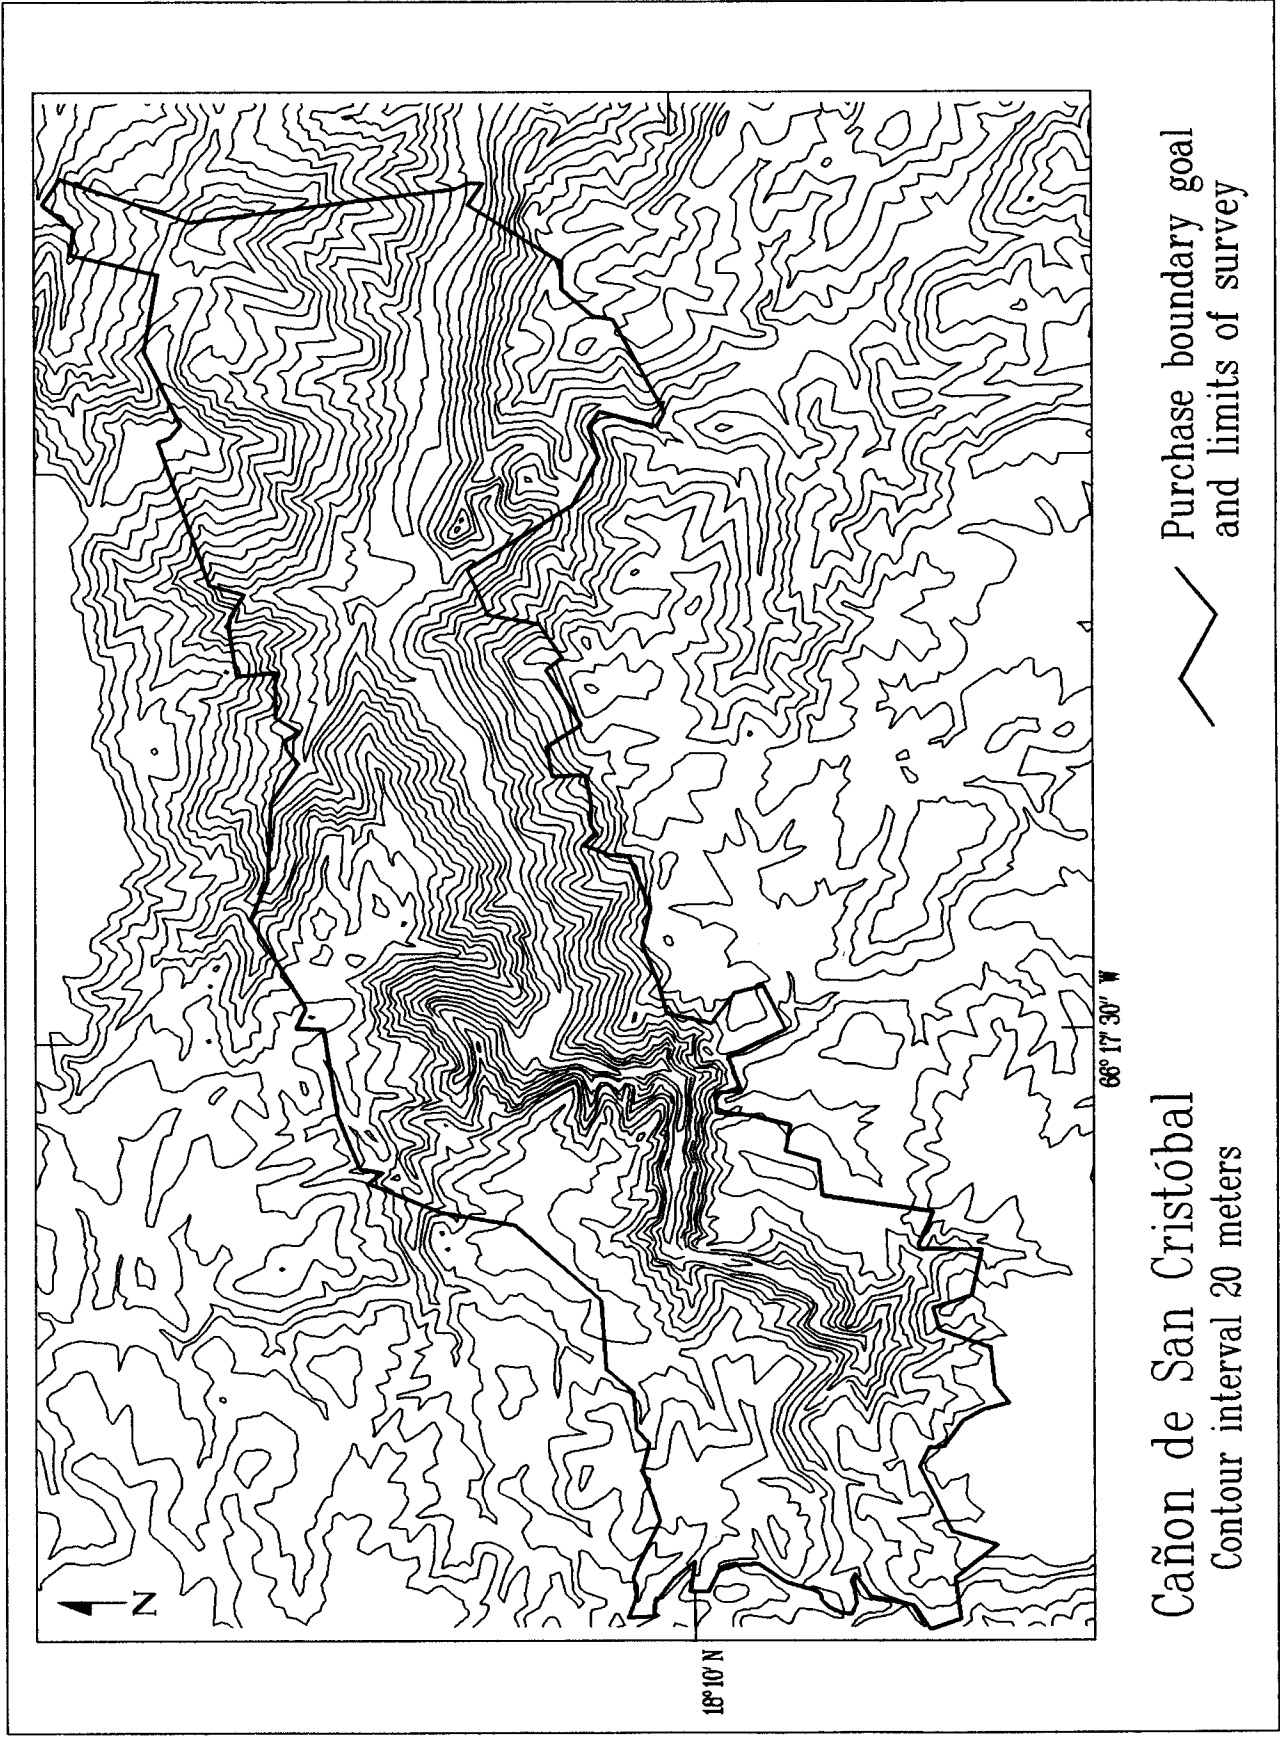 N
18°10' N
66° 17' 30" W
Cañon de San Cristóbal
Contour interval 20 meters
Purchase boundary goal
and limits of survey